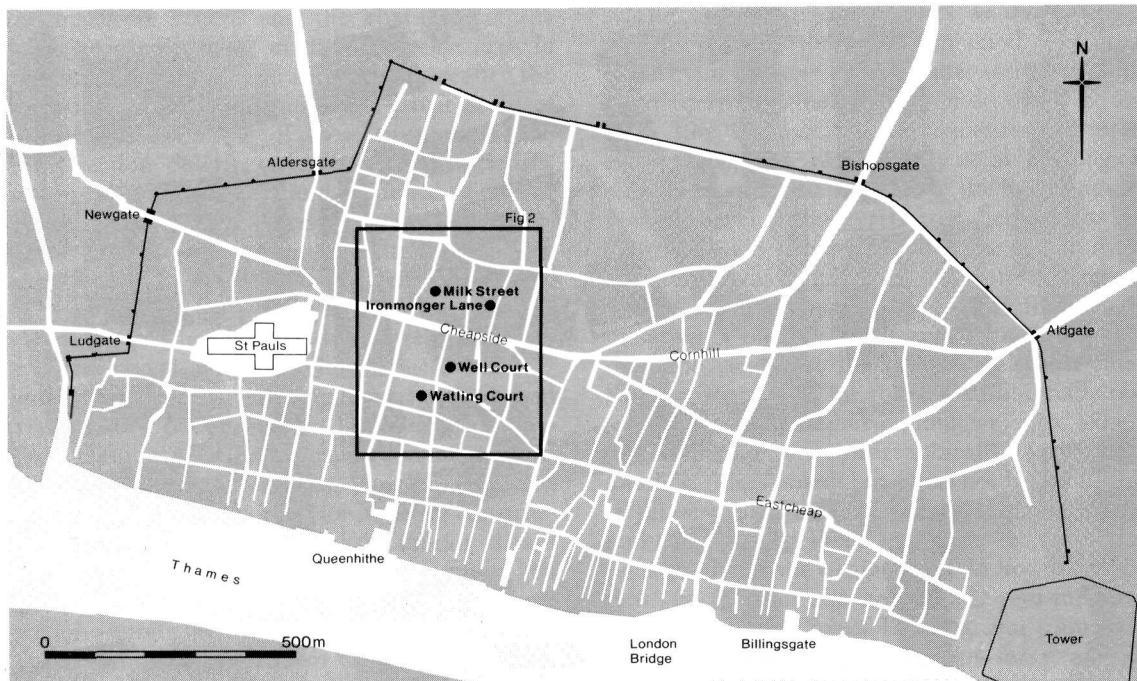 N
Aldersgate
Bishopsgate
Newgate
Fig 2
Milk Street
Ironmonger Lane
Cheapside
Aldgate
Ludgate
St Pauls
Cornhill
Well Court
Watling Court
Eastcheap
Queenhithe
Thames
0 500m
London
Bridge
Billingsgate
Tower